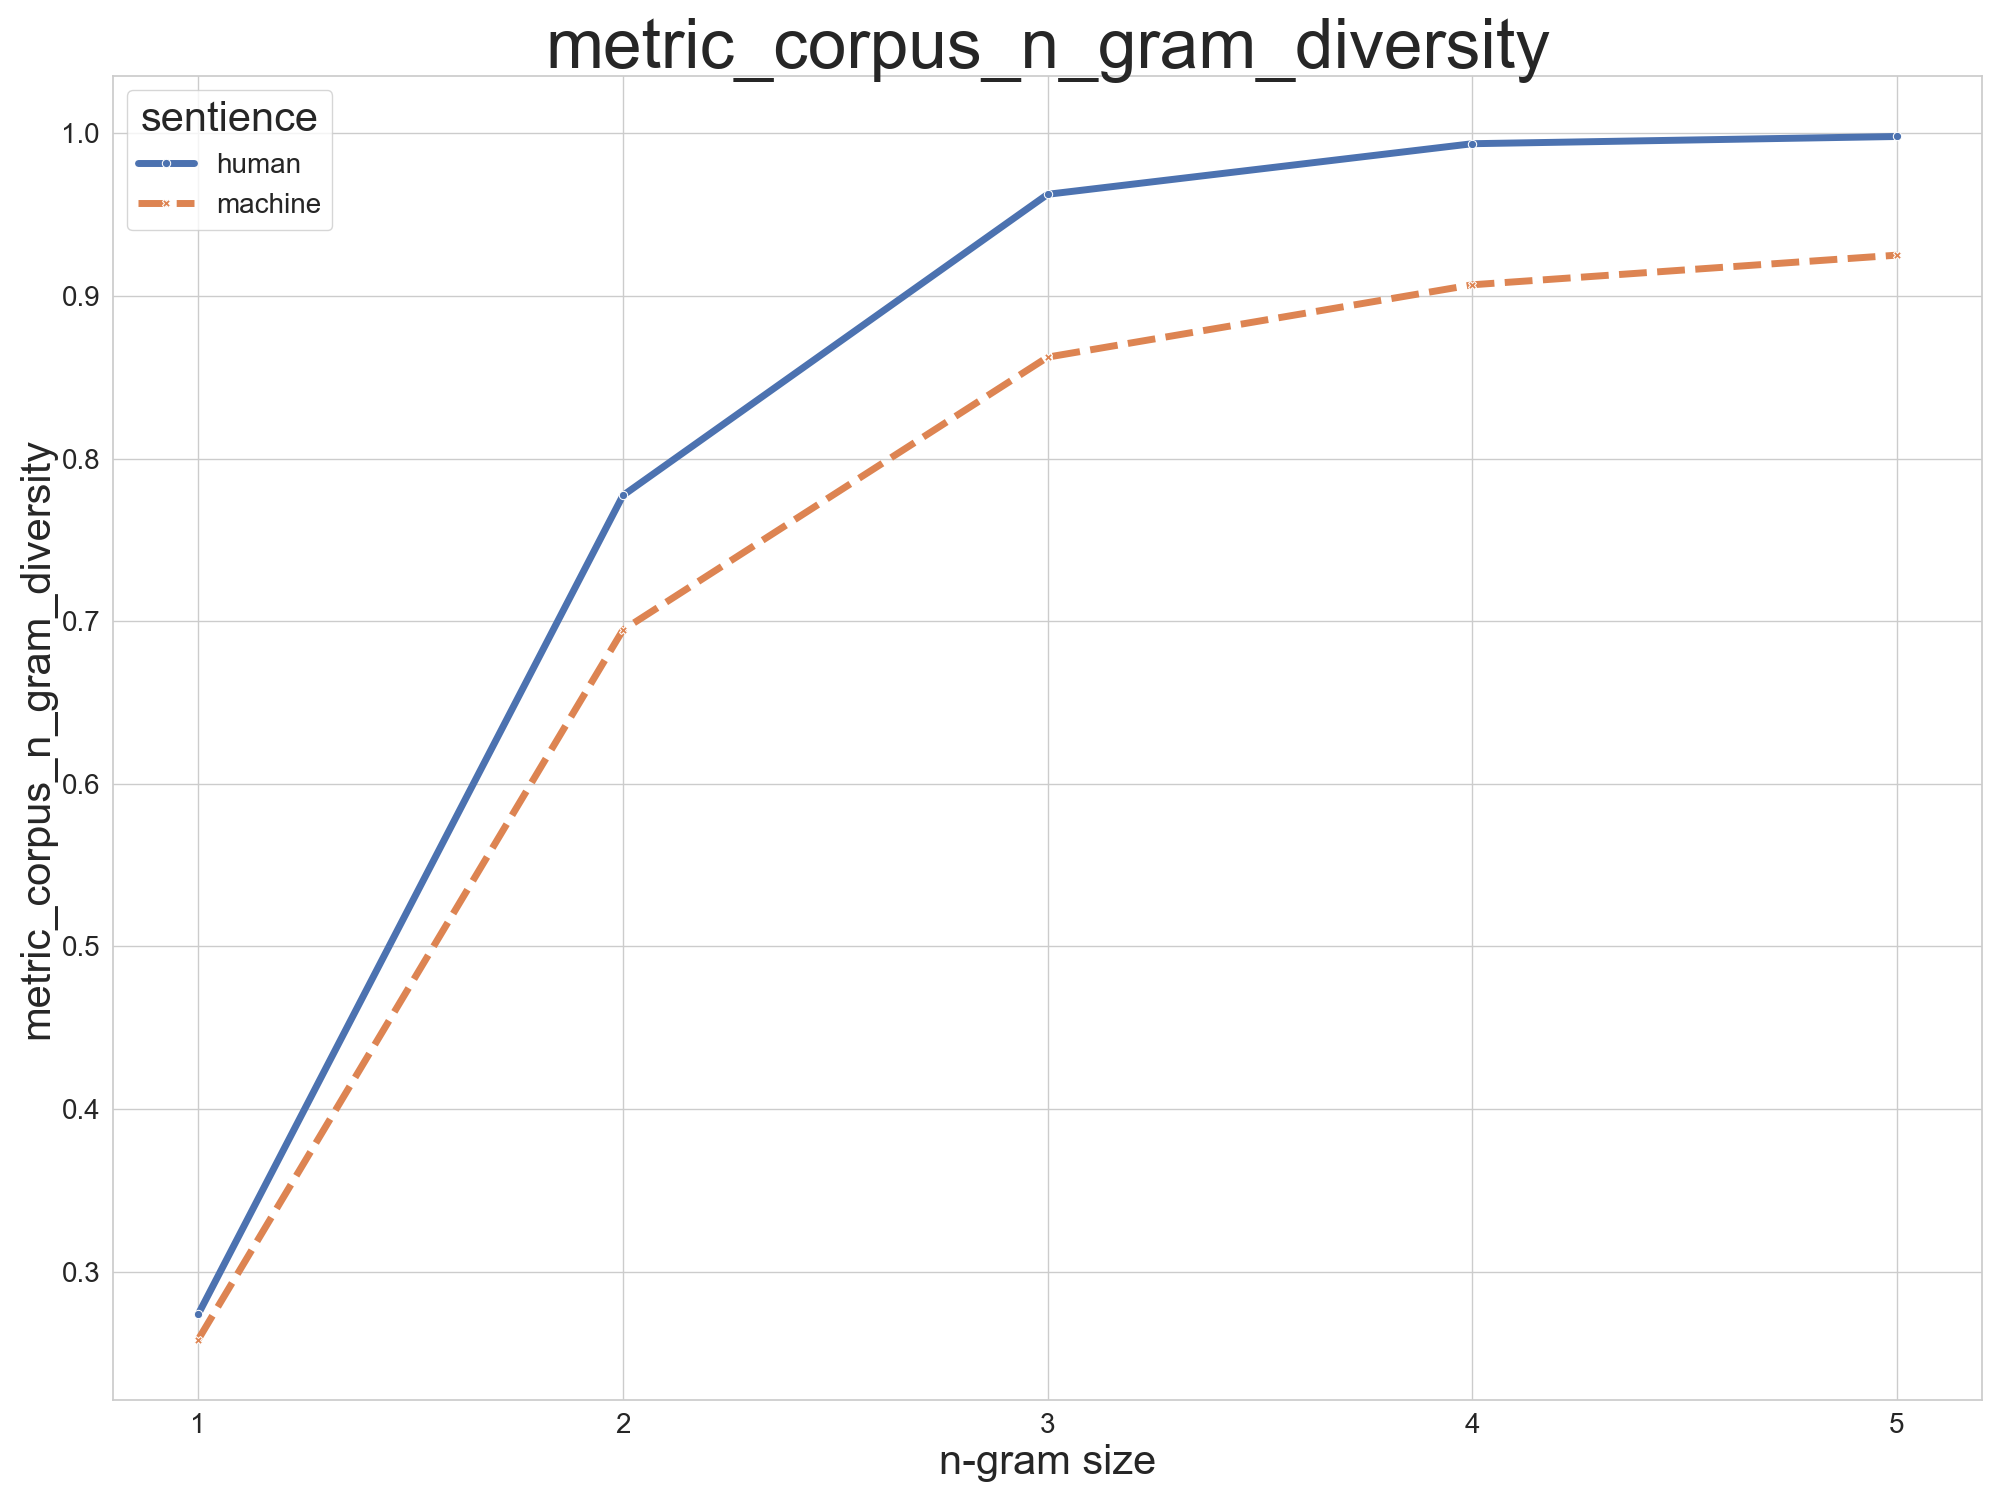 metric_corpus_n_gram_diversity
sentience
human
machine
metric_corpus_n_gram_diversity
1.0
0.9
0.8
0.7
0.6
0.5
0.4
0.3
1 2 3 4 5
n-gram size